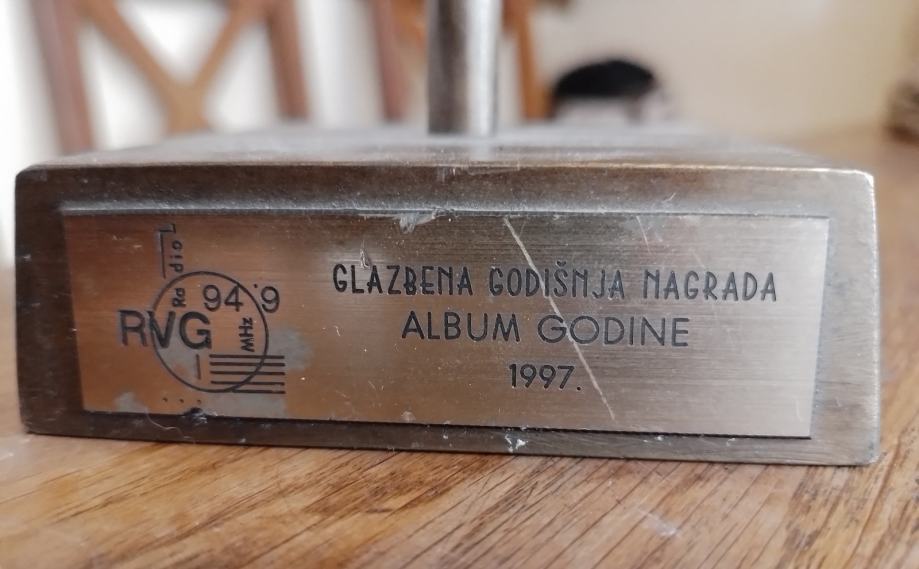 Radio
94.9
MHz
RVG
GLAZBENA GODIŠNJA NAGRADA
ALBUM GODINE
1997.